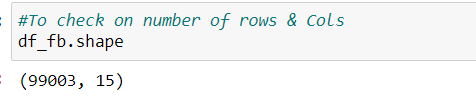 #To check on number of rows & Cols
df_fb.shape
(99003, 15)